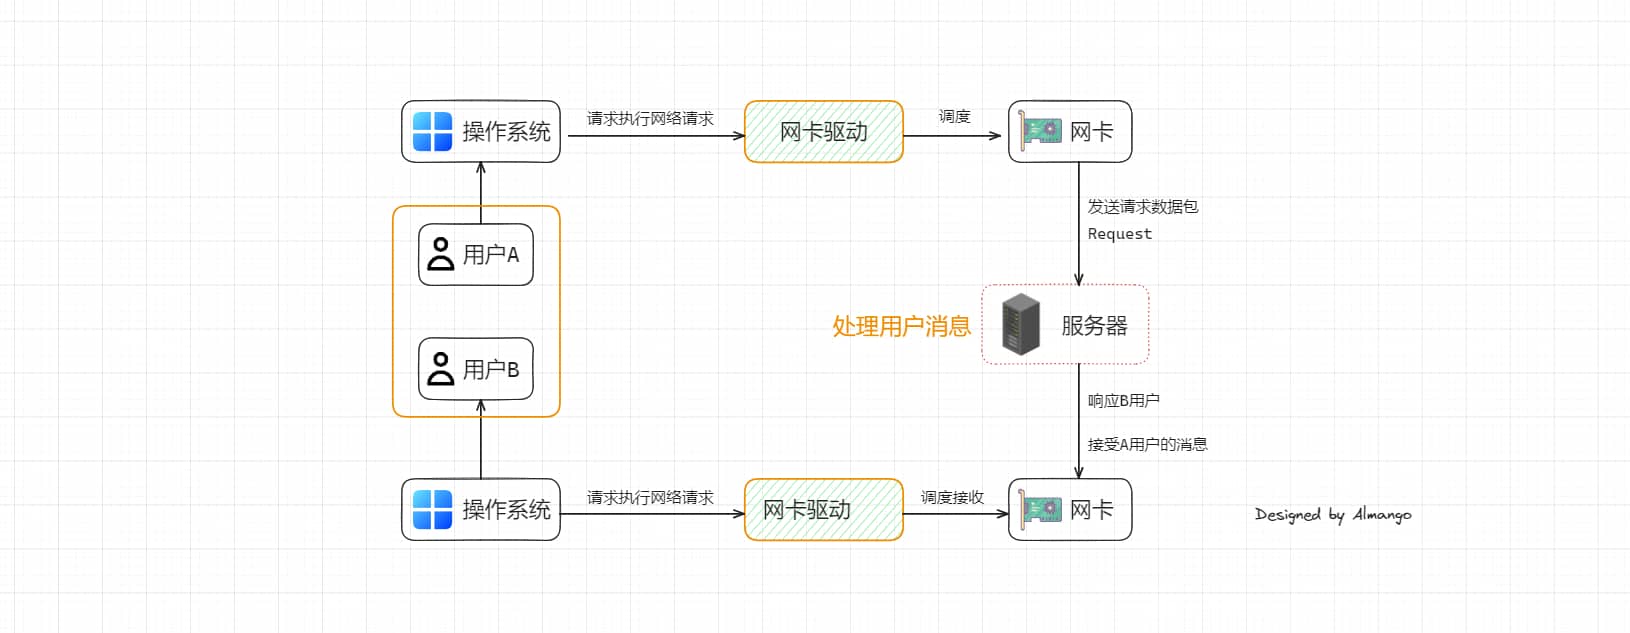 操作系统
请求执行网络请求
网卡驱动
调度
网卡
发送请求数据包
Request
用户A
处理用户消息
服务器
用户B
响应B用户
接受A用户的消息
操作系统
请求执行网络请求
网卡驱动
调度接收
网卡
Designed by Almango